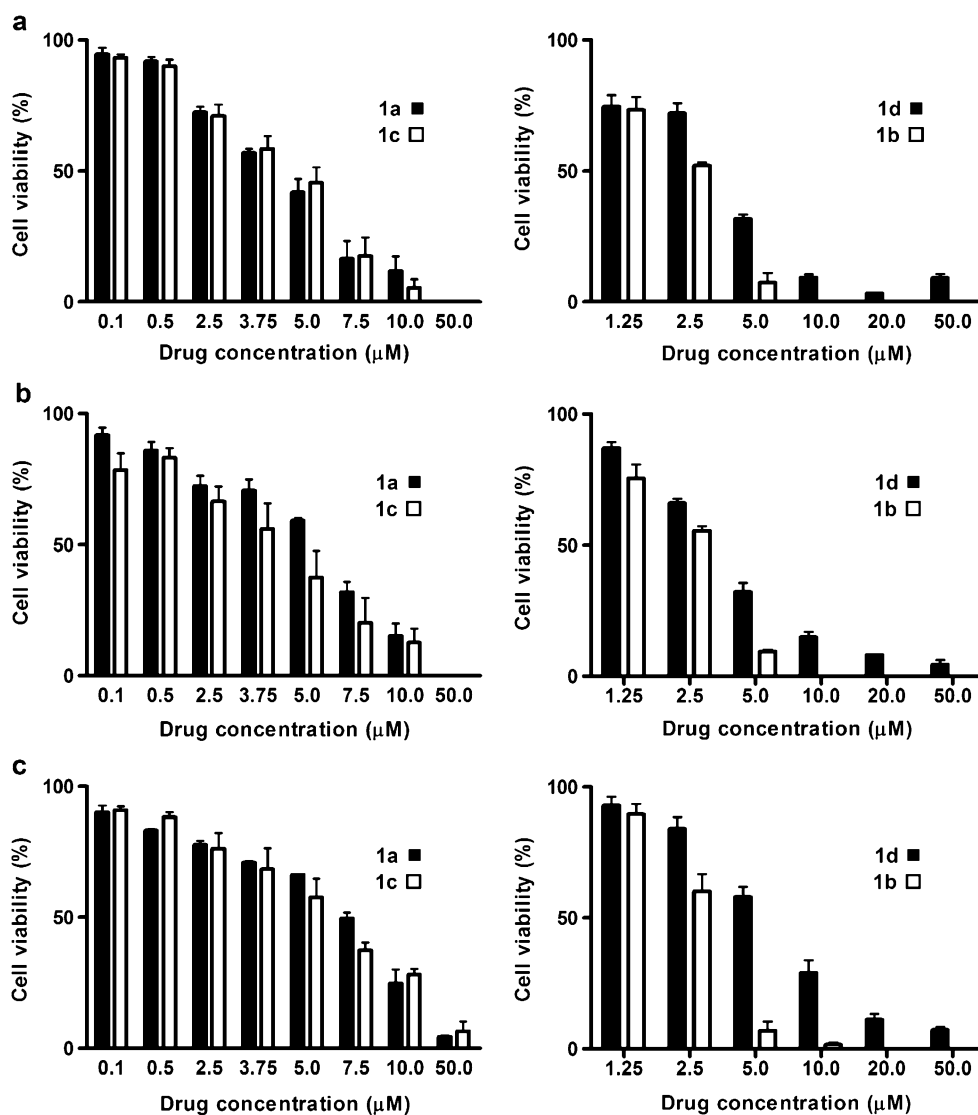 a
100
50
0
Cell viability (%)
1a
1c
0.1 0.5 2.5 3.75 5.0 7.5 10.0 50.0
Drug concentration (μM)
100
50
0
Cell viability (%)
1d
1b
1.25 2.5 5.0 10.0 20.0 50.0
Drug concentration (μM)
b
100
50
0
Cell viability (%)
1a
1c
0.1 0.5 2.5 3.75 5.0 7.5 10.0 50.0
Drug concentration (μM)
100
50
0
Cell viability (%)
1d
1b
1.25 2.5 5.0 10.0 20.0 50.0
Drug concentration (μM)
c
100
50
0
Cell viability (%)
1a
1c
0.1 0.5 2.5 3.75 5.0 7.5 10.0 50.0
Drug concentration (μM)
100
50
0
Cell viability (%)
1d
1b
1.25 2.5 5.0 10.0 20.0 50.0
Drug concentration (μM)